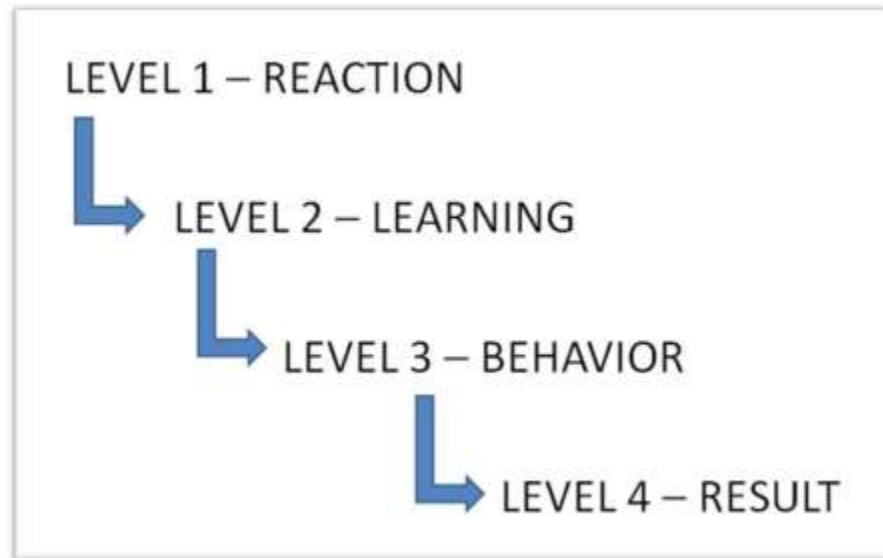 LEVEL 1 – REACTION
LEVEL 2 – LEARNING
LEVEL 3 – BEHAVIOR
LEVEL 4 – RESULT